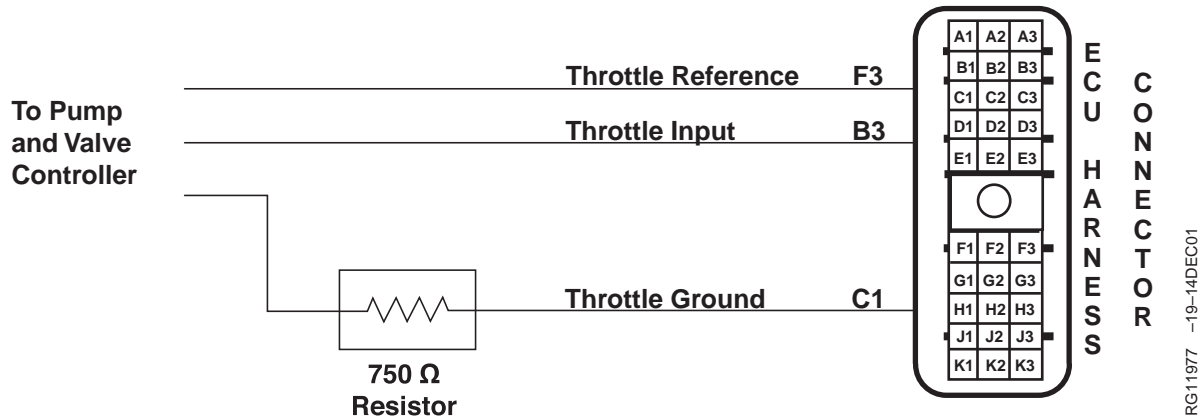 To Pump
and Valve
Controller
Throttle Reference F3
Throttle Input B3
Throttle Ground C1
750 Ω
Resistor
A1 A2 A3
B1 B2 B3
C1 C2 C3
D1 D2 D3
E1 E2 E3
F1 F2 F3
G1 G2 G3
H1 H2 H3
J1 J2 J3
K1 K2 K3
ECU HARNESS
CONNECTOR
RG11977 –19–14DEC01